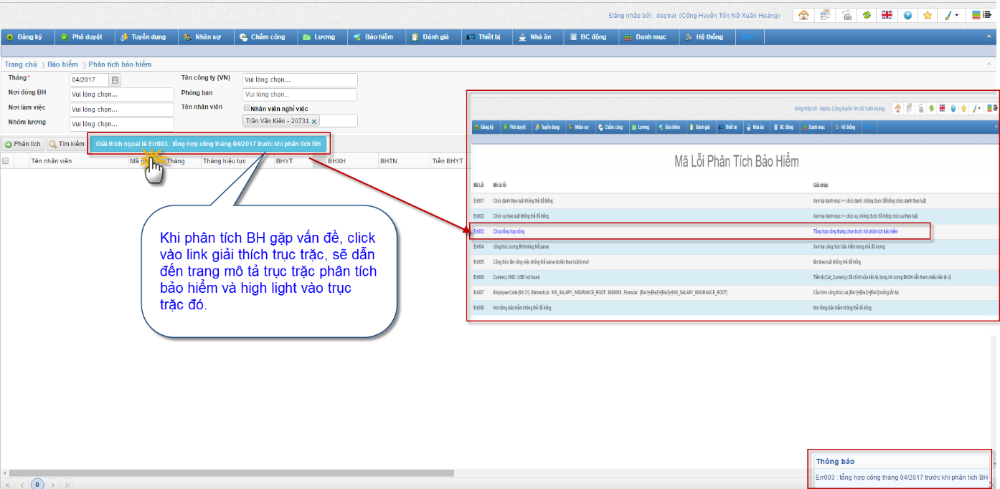 Đăng nhập bởi : deptrai (Công Huyền Tôn Nữ Xuân Hoáng)
Đăng ký Phê duyệt Tuyển dụng Nhân sự Chấm công Lương Bảo hiểm Đánh giá Thiết bị Nhà ăn BC động Danh mục Hệ thống
Trang chủ Bảo hiểm Phân tích bảo hiểm
Tháng * 04/2017 Tên công ty (VN) Vui lòng chọn...
Nơi đóng BH Vui lòng chọn... Phòng ban Vui lòng chọn...
Nơi làm việc Vui lòng chọn... Tên nhân viên Nhân viên nghỉ việc
Nhóm lương Vui lòng chọn... Trần Văn Kiên - 20731 x
Phân tích Tìm kiếm Giải thích ngoại lệ Err003 : tổng hợp công tháng 04/2017 trước khi phân tích BH
Tên nhân viên Mã Tháng Tháng hiệu lực BHYT BHXH BHTN Tiền BHYT
Khi phân tích BH gặp vấn đề, click
vào link giải thích trục trặc, sẽ dẫn
đến trang mô tả trục trặc phân tích
bảo hiểm và high light vào trục
trặc đó.
Đăng nhập bởi : deptrai (Công Huyền Tôn Nữ Xuân Hoáng)
Đăng ký Phê duyệt Tuyển dụng Nhân sự Chấm công Lương Bảo hiểm Đánh giá Thiết bị Nhà ăn BC động Danh mục Hệ thống
Mã Lỗi Phân Tích Bảo Hiểm
Mã Lỗi Mô tả lỗi Giải pháp
Err001 Chức danh theo luật không thể để trống Xem lại danh mục => chức danh, không được để trống chức danh theo luật
Err002 Chức vụ theo luật không thể để trống Xem lại danh mục => chức vụ, không được để trống chức vụ theo luật
Err003 Chưa tổng hợp công Tổng hợp công tháng chọn trước khi phân tích bảo hiểm
Err004 công thức lương BH không thể parse Xem lại công thức bảo hiểm trong chế độ lương
Err005 Công thức tên công việc không thể parse do tên theo luật bị null tên theo luật không thể để trống
Err006 Currency VND / USD not found Tiền tệ (Cat_Currency) đã chỉnh sửa tiền tệ, trong khi lương BHXH vẫn tham chiếu tiền tệ cũ
Err007 Employee Code [00121] ElementList : INS_SALARY_INSURANCE_ROOT : 8000000 , Formular : [Ele1]+[Ele2]+[Ele3]+[INS_SALARY_INSURANCE_ROOT] Cấu hình công thức sai [Ele1]+[Ele2]+[Ele3] không tồn tại
Err008 Nơi đóng bảo hiểm không thể để trống Nơi đóng bảo hiểm không thể để trống
Thông báo
Err003 : tổng hợp công tháng 04/2017 trước khi phân tích BH
0